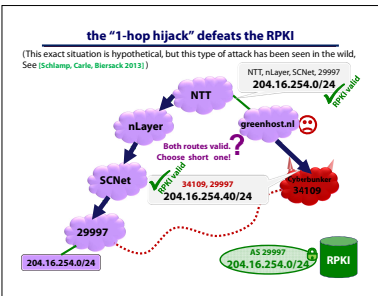 the “1-hop hijack” defeats the RPKI
(This exact situation is hypothetical, but this type of attack has been seen in the wild,
See [Schlamp, Carle, Biersack 2013] )
NTT, nLayer, SCNet, 29997
204.16.254.0/24
RPKI valid
NTT
nLayer
greenhost.nl
Both routes valid.
Choose short one!
?
SCNet
RPKI valid
34109, 29997
204.16.254.40/24
Cyberbunker
34109
29997
204.16.254.0/24
AS 29997
204.16.254.0/24
RPKI